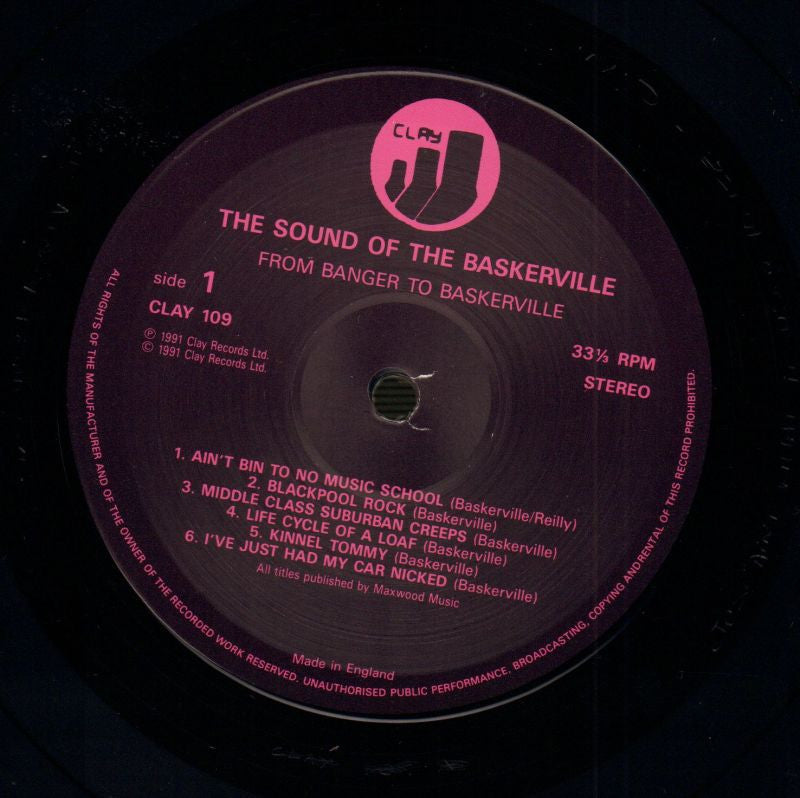 CLAY
THE SOUND OF THE BASKERVILLE
FROM BANGER TO BASKERVILLE
side 1
CLAY 109
℗ 1991 Clay Records Ltd.
© 1991 Clay Records Ltd.
33⅓ RPM
STEREO
1. AIN'T BIN TO NO MUSIC SCHOOL (Baskerville/Reilly)
2. BLACKPOOL ROCK (Baskerville)
3. MIDDLE CLASS SUBURBAN CREEPS (Baskerville)
4. LIFE CYCLE OF A LOAF (Baskerville)
5. KINNEL TOMMY (Baskerville)
6. I'VE JUST HAD MY CAR NICKED (Baskerville)
All titles published by Maxwood Music
Made in England
ALL RIGHTS OF THE MANUFACTURER AND OF THE OWNER OF THE RECORDED WORK RESERVED. UNAUTHORISED PUBLIC PERFORMANCE, BROADCASTING, COPYING ANDRENTAL OF THIS RECORD PROHIBITED.